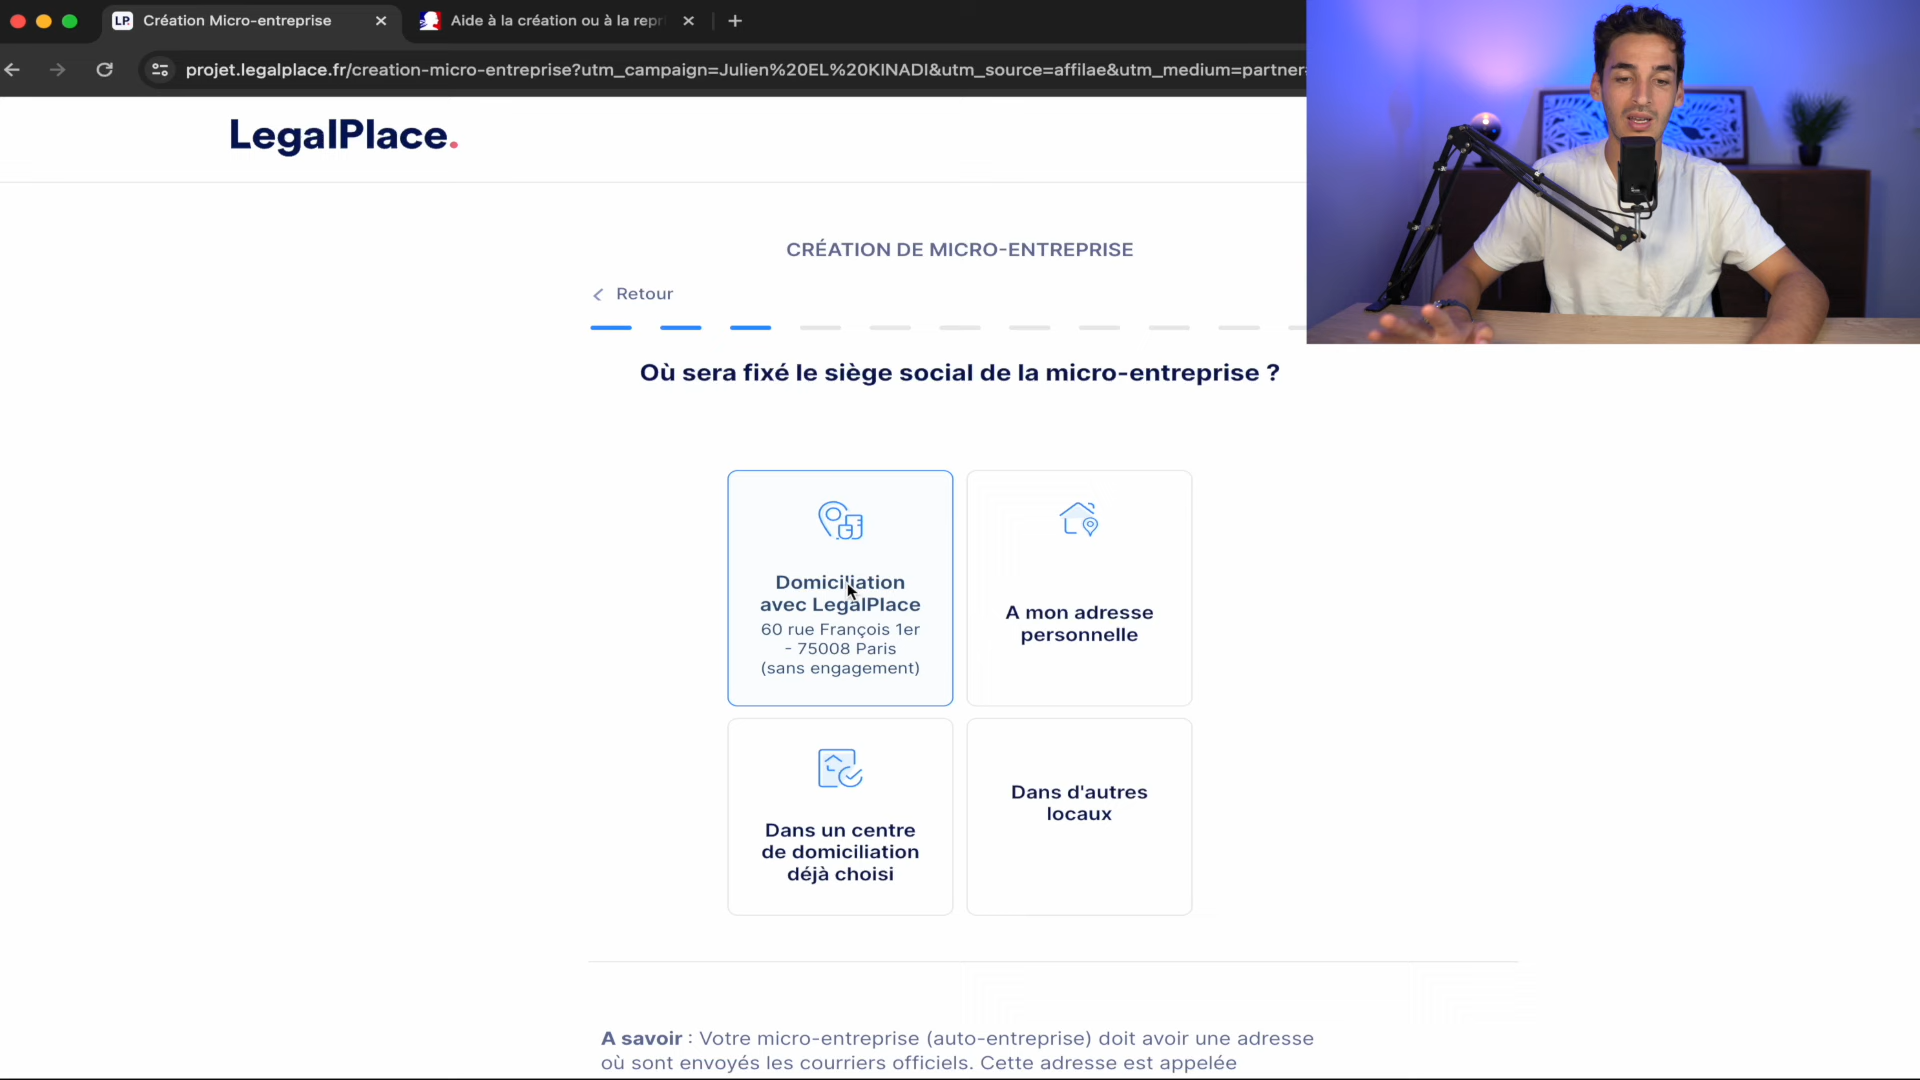 LP. Création Micro-entreprise
Aide à la création ou à la repr
projet.legalplace.fr/creation-micro-entreprise?utm_campaign=Julien%20EL%20KINADI&utm_source=affilae&utm_medium=partner
LegalPlace.
CRÉATION DE MICRO-ENTREPRISE
Retour
Où sera fixé le siège social de la micro-entreprise ?
Domiciliation
avec LegalPlace
60 rue François 1er
- 75008 Paris
(sans engagement)
A mon adresse
personnelle
Dans un centre
de domiciliation
déjà choisi
Dans d'autres
locaux
A savoir : Votre micro-entreprise (auto-entreprise) doit avoir une adresse
où sont envoyés les courriers officiels. Cette adresse est appelée